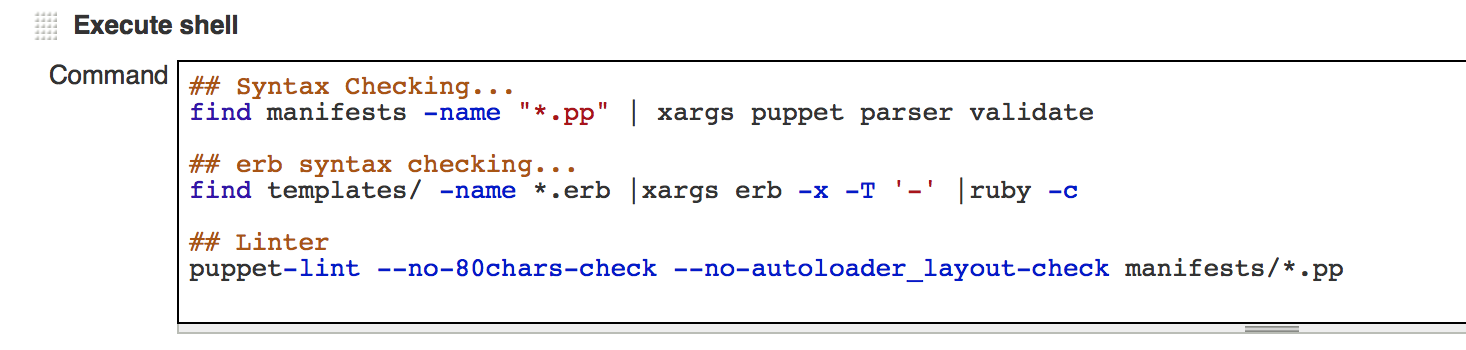 Execute shell
Command
## Syntax Checking...
find manifests -name "*.pp" | xargs puppet parser validate
## erb syntax checking...
find templates/ -name *.erb |xargs erb -x -T '-' |ruby -c
## Linter
puppet-lint --no-80chars-check --no-autoloader_layout-check manifests/*.pp